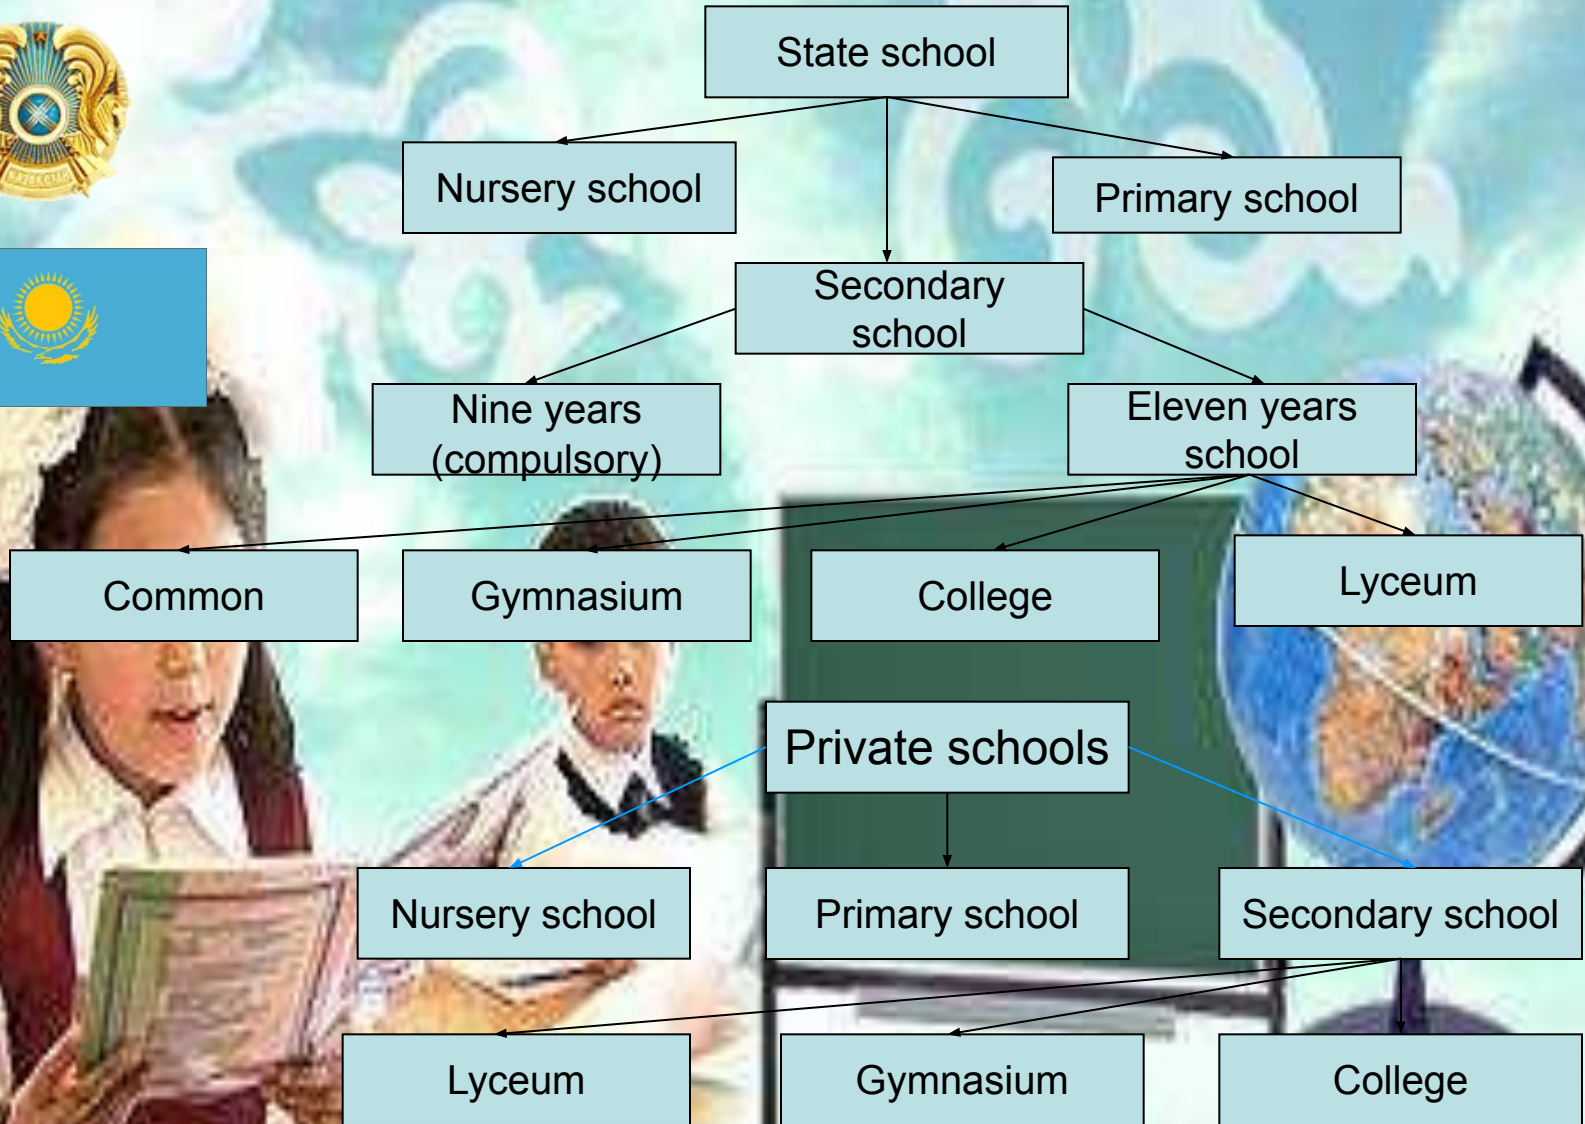 State school
Nursery school
Primary school
Secondary
school
Nine years
(compulsory)
Eleven years
school
Common
Gymnasium
College
Lyceum
Private schools
Nursery school
Primary school
Secondary school
Lyceum
Gymnasium
College